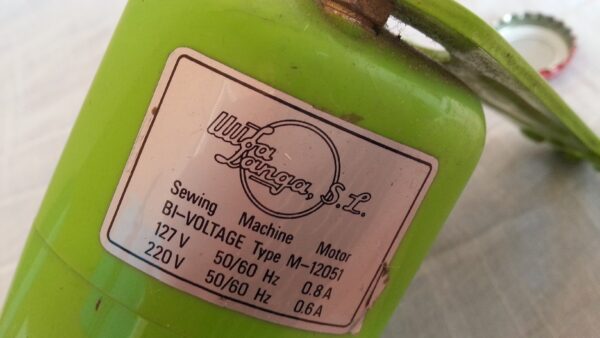 Langa, S.L.
Sewing Machine Motor
BI-VOLTAGE Type M-12051
127 V 50/60 Hz 0.8 A
220 V 50/60 Hz 0.6 A